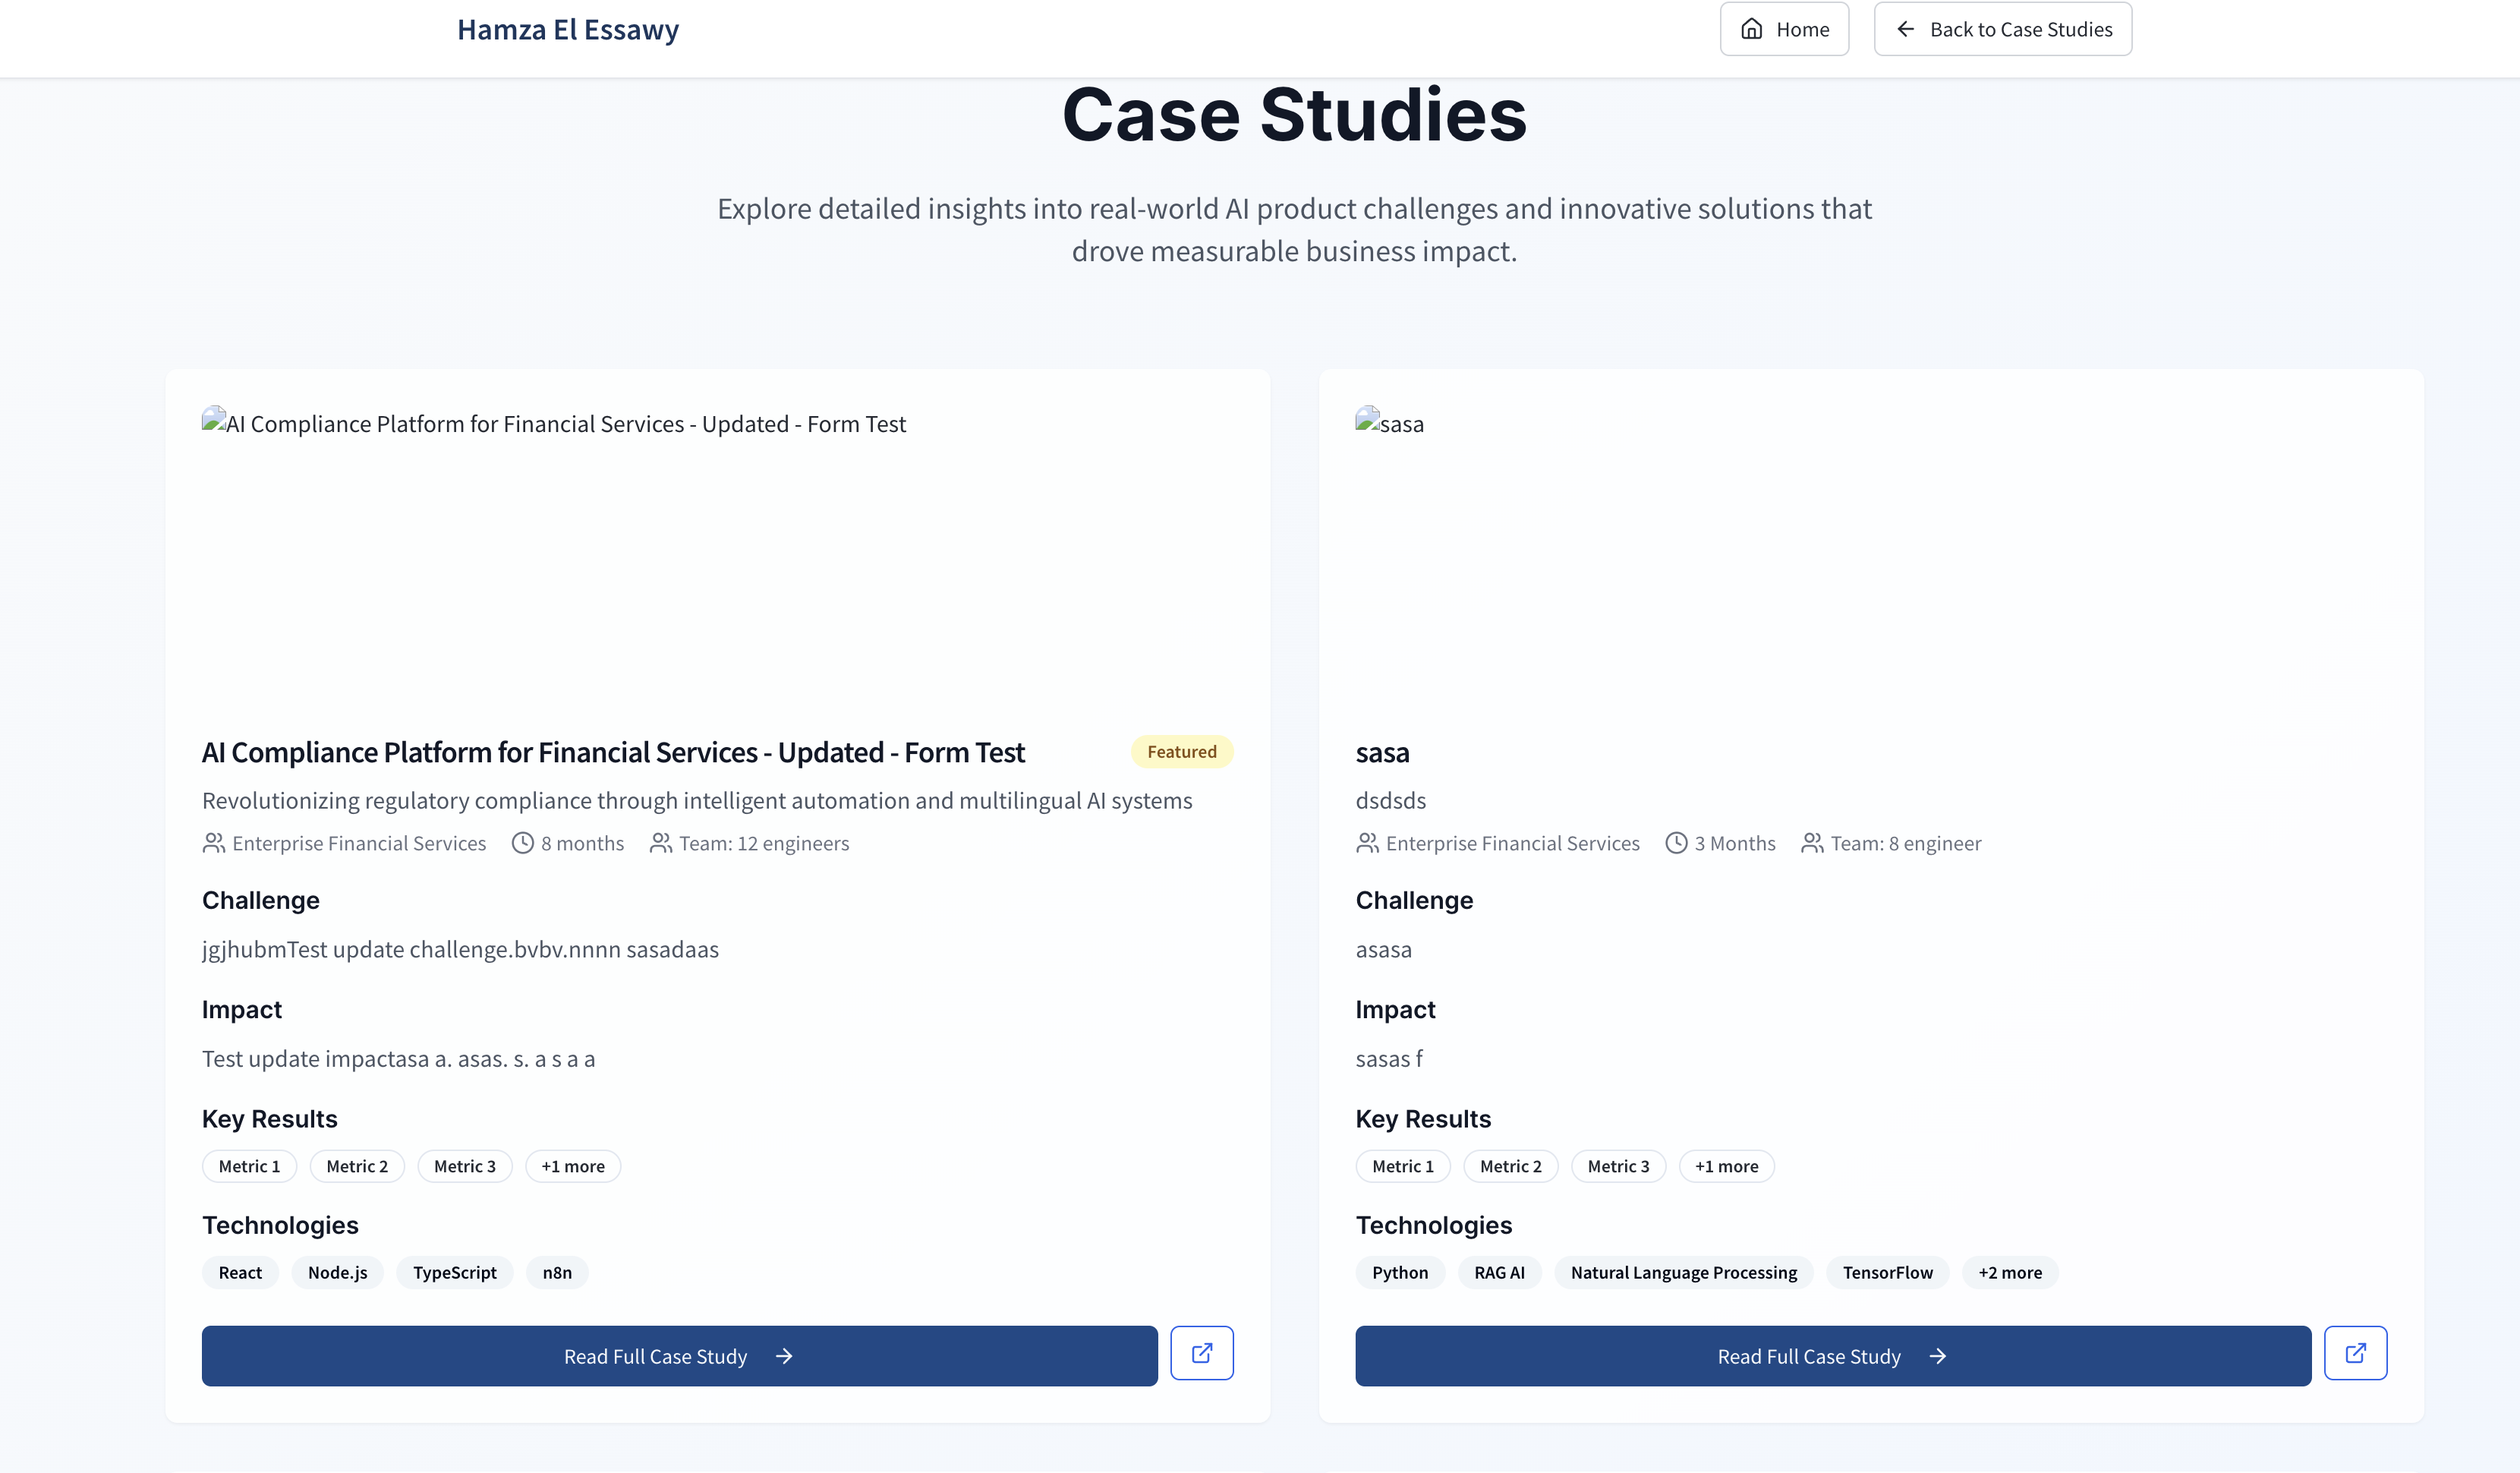 Hamza El Essawy
Home
Back to Case Studies
Case Studies
Explore detailed insights into real-world AI product challenges and innovative solutions that
drove measurable business impact.
AI Compliance Platform for Financial Services - Updated - Form Test
AI Compliance Platform for Financial Services - Updated - Form Test
Featured
Revolutionizing regulatory compliance through intelligent automation and multilingual AI systems
Enterprise Financial Services
8 months
Team: 12 engineers
Challenge
jgjhubmTest update challenge.bvbv.nnnn sasadaas
Impact
Test update impactasa a. asas. s. a s a a
Key Results
Metric 1
Metric 2
Metric 3
+1 more
Technologies
React
Node.js
TypeScript
n8n
Read Full Case Study
sasa
sasa
dsdsds
Enterprise Financial Services
3 Months
Team: 8 engineer
Challenge
asasa
Impact
sasas f
Key Results
Metric 1
Metric 2
Metric 3
+1 more
Technologies
Python
RAG AI
Natural Language Processing
TensorFlow
+2 more
Read Full Case Study